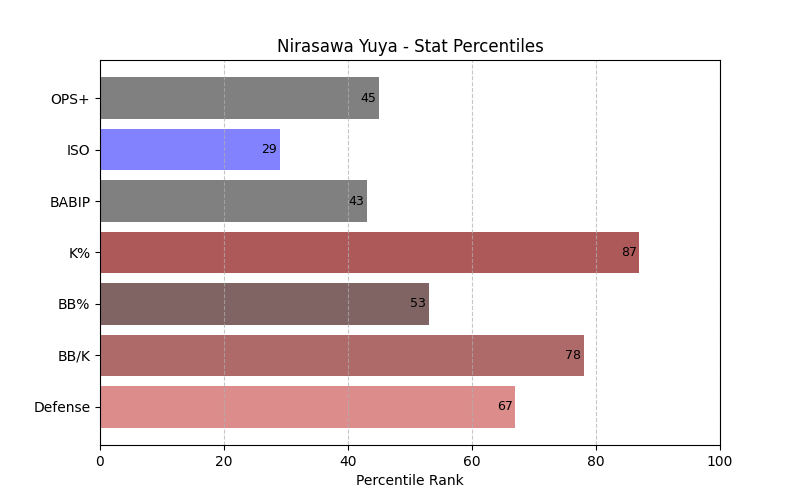 Nirasawa Yuya - Stat Percentiles
OPS+ 45
ISO 29
BABIP 43
K% 87
BB% 53
BB/K 78
Defense 67
0 20 40 60 80 100
Percentile Rank